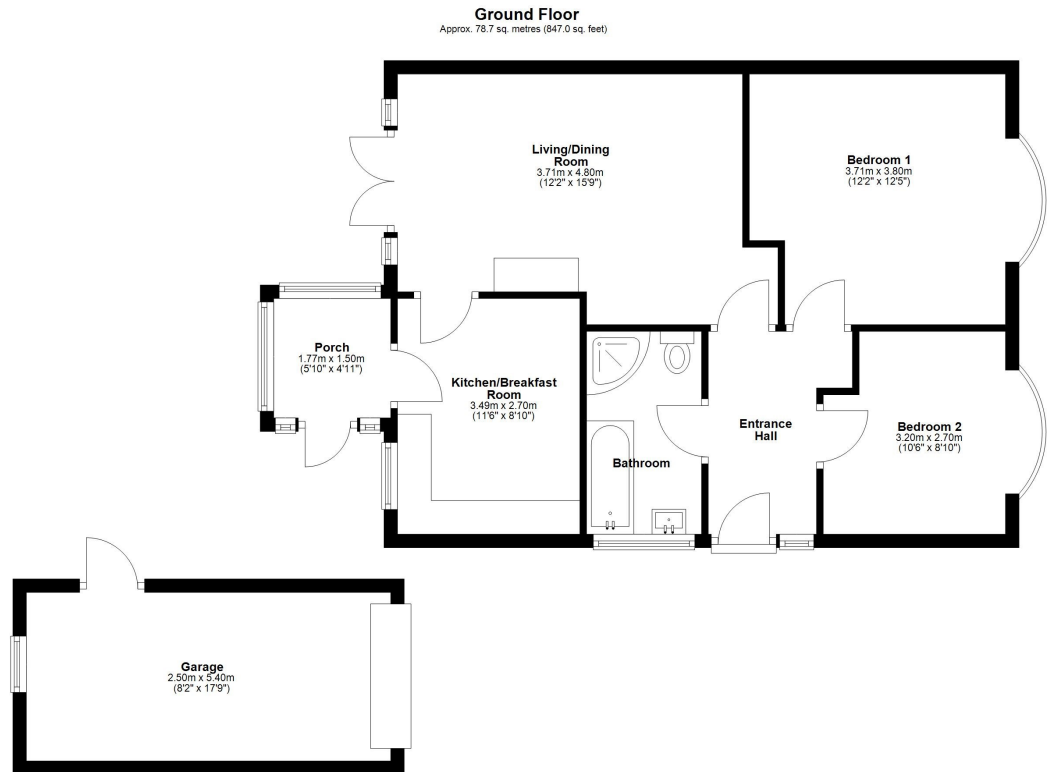 Ground Floor
Approx. 78.7 sq. metres (847.0 sq. feet)
Living/Dining
Room
3.71m x 4.80m
(12'2" x 15'9")
Bedroom 1
3.71m x 3.80m
(12'2" x 12'5")
Porch
1.77m x 1.50m
(5'10" x 4'11")
Kitchen/Breakfast
Room
3.49m x 2.70m
(11'6" x 8'10")
Bathroom
Entrance
Hall
Bedroom 2
3.20m x 2.70m
(10'6" x 8'10")
Garage
2.50m x 5.40m
(8'2" x 17'9")